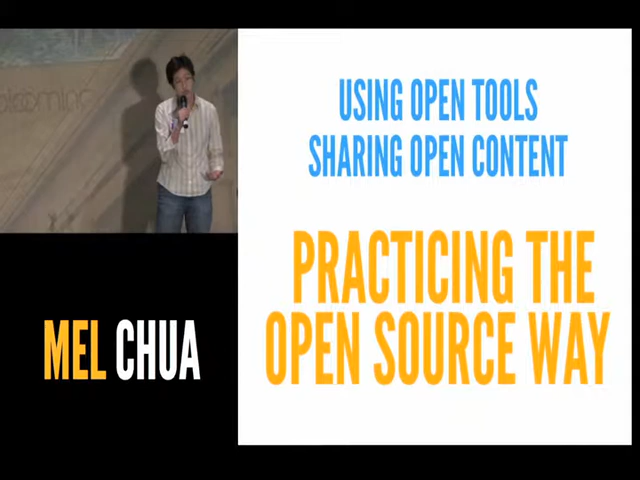 USING OPEN TOOLS
SHARING OPEN CONTENT
PRACTICING THE
OPEN SOURCE WAY
MEL CHUA